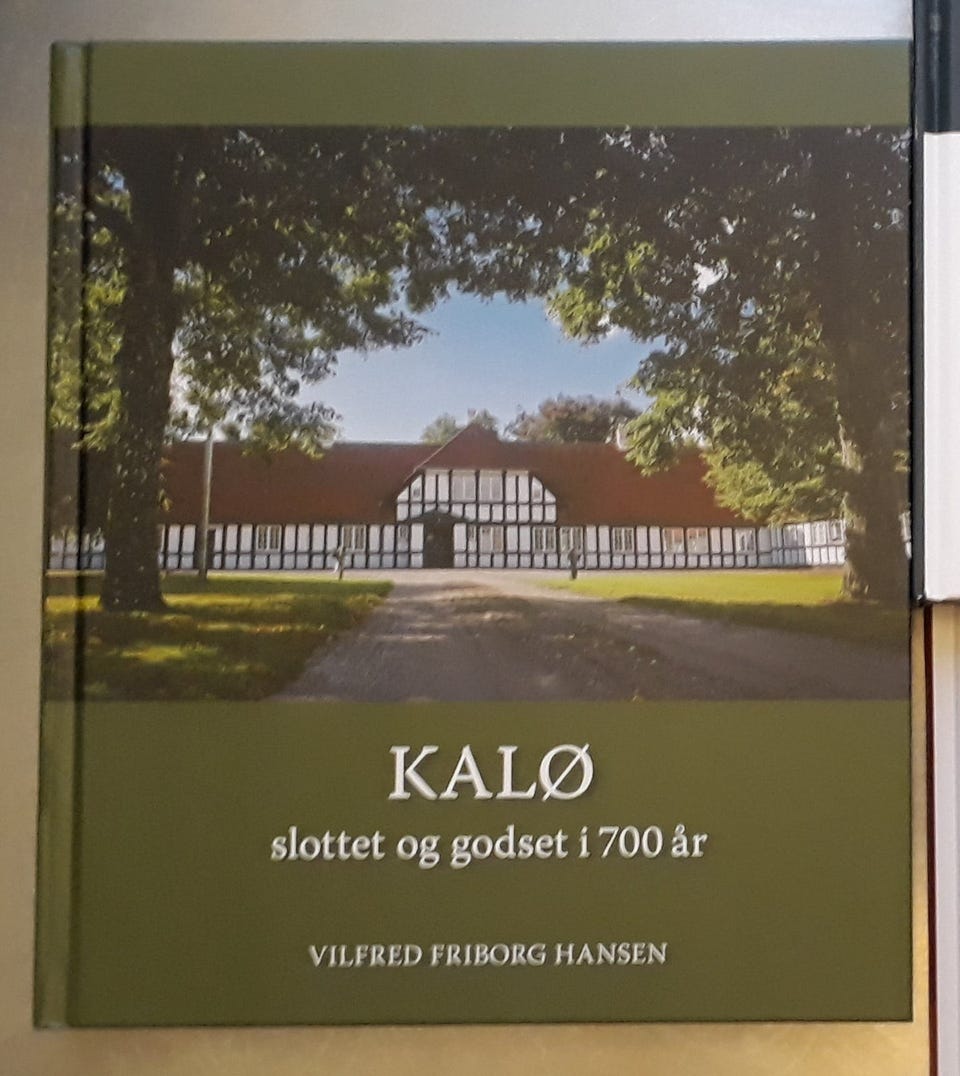 KALØ
slottet og godset i 700 år
VILFRED FRIBORG HANSEN